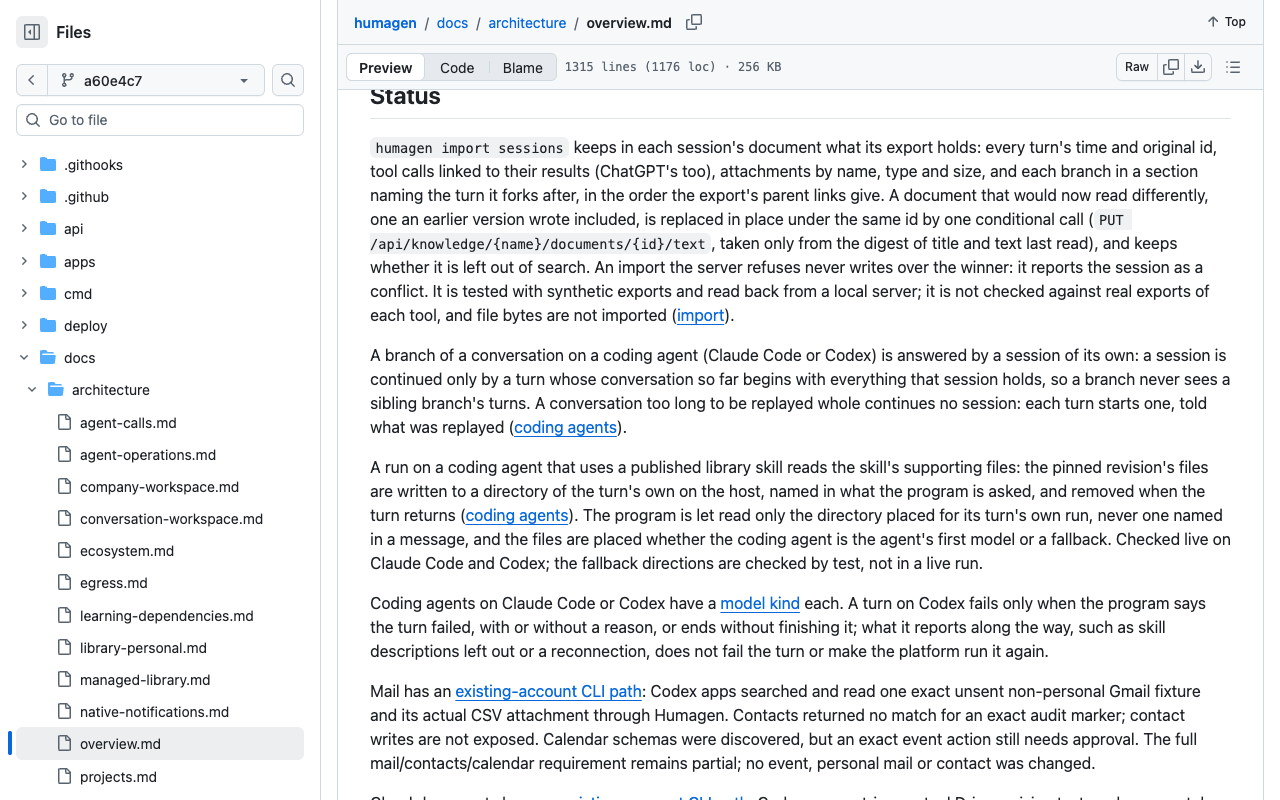 Files
a60e4c7
Go to file
.githooks
.github
api
apps
cmd
deploy
docs
architecture
agent-calls.md
agent-operations.md
company-workspace.md
conversation-workspace.md
ecosystem.md
egress.md
learning-dependencies.md
library-personal.md
managed-library.md
native-notifications.md
overview.md
projects.md
humagen / docs / architecture / overview.md
Top
Preview
Code
Blame
1315 lines (1176 loc) · 256 KB
Raw
Status
humagen import sessions keeps in each session's document what its export holds: every turn's time and original id,
tool calls linked to their results (ChatGPT's too), attachments by name, type and size, and each branch in a section
naming the turn it forks after, in the order the export's parent links give. A document that would now read differently,
one an earlier version wrote included, is replaced in place under the same id by one conditional call ( PUT
/api/knowledge/{name}/documents/{id}/text , taken only from the digest of title and text last read), and keeps
whether it is left out of search. An import the server refuses never writes over the winner: it reports the session as a
conflict. It is tested with synthetic exports and read back from a local server; it is not checked against real exports of
each tool, and file bytes are not imported (import).
A branch of a conversation on a coding agent (Claude Code or Codex) is answered by a session of its own: a session is
continued only by a turn whose conversation so far begins with everything that session holds, so a branch never sees a
sibling branch's turns. A conversation too long to be replayed whole continues no session: each turn starts one, told
what was replayed (coding agents).
A run on a coding agent that uses a published library skill reads the skill's supporting files: the pinned revision's files
are written to a directory of the turn's own on the host, named in what the program is asked, and removed when the
turn returns (coding agents). The program is let read only the directory placed for its turn's own run, never one named
in a message, and the files are placed whether the coding agent is the agent's first model or a fallback. Checked live on
Claude Code and Codex; the fallback directions are checked by test, not in a live run.
Coding agents on Claude Code or Codex have a model kind each. A turn on Codex fails only when the program says
the turn failed, with or without a reason, or ends without finishing it; what it reports along the way, such as skill
descriptions left out or a reconnection, does not fail the turn or make the platform run it again.
Mail has an existing-account CLI path: Codex apps searched and read one exact unsent non-personal Gmail fixture
and its actual CSV attachment through Humagen. Contacts returned no match for an exact audit marker; contact
writes are not exposed. Calendar schemas were discovered, but an exact event action still needs approval. The full
mail/contacts/calendar requirement remains partial; no event, personal mail or contact was changed.